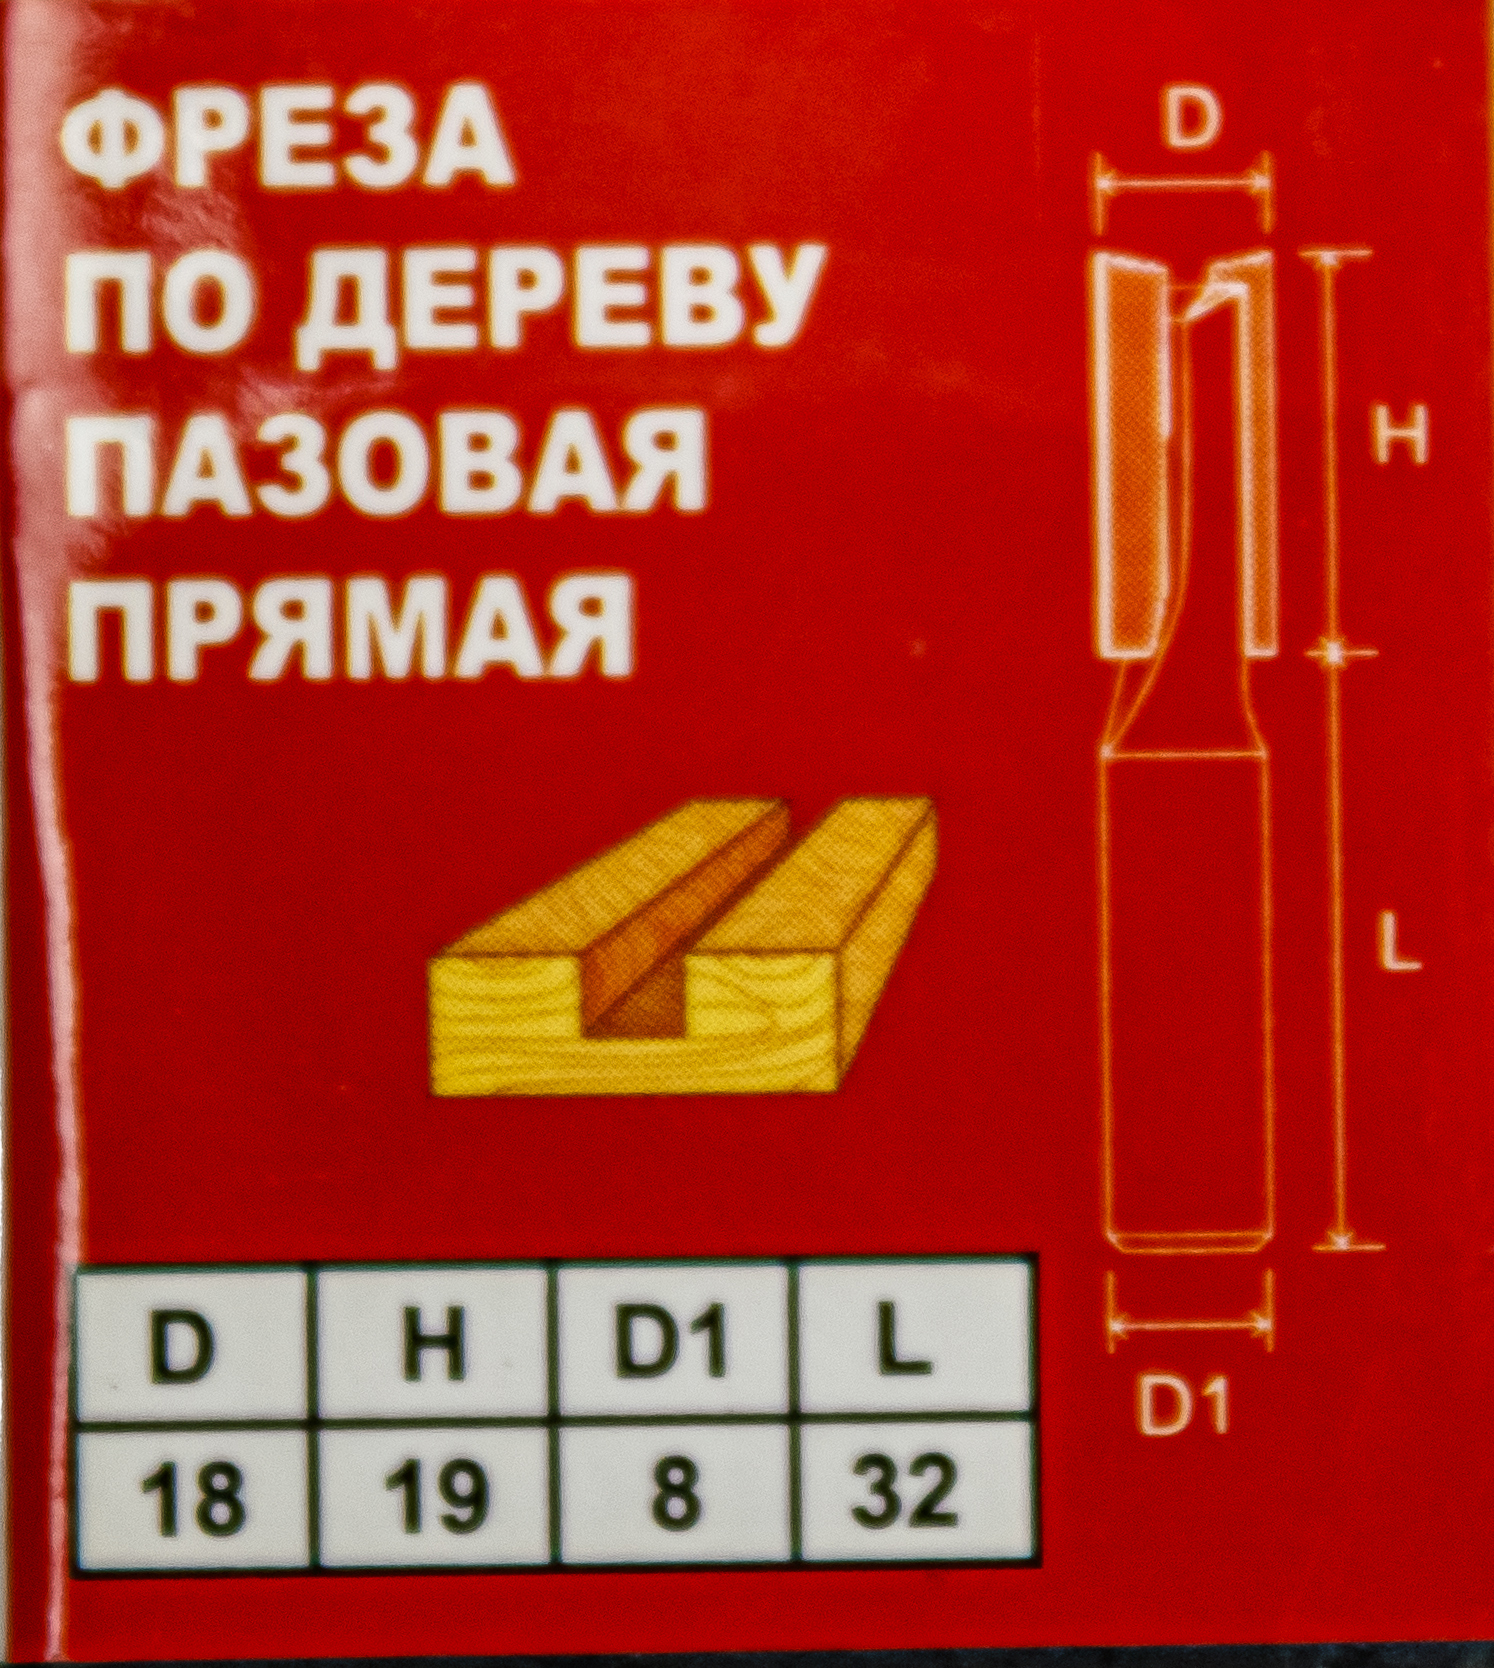 ФРЕЗА
ПО ДЕРЕВУ
ПАЗОВАЯ
ПРЯМАЯ
D
H
L
D1
D H D1 L
18 19 8 32